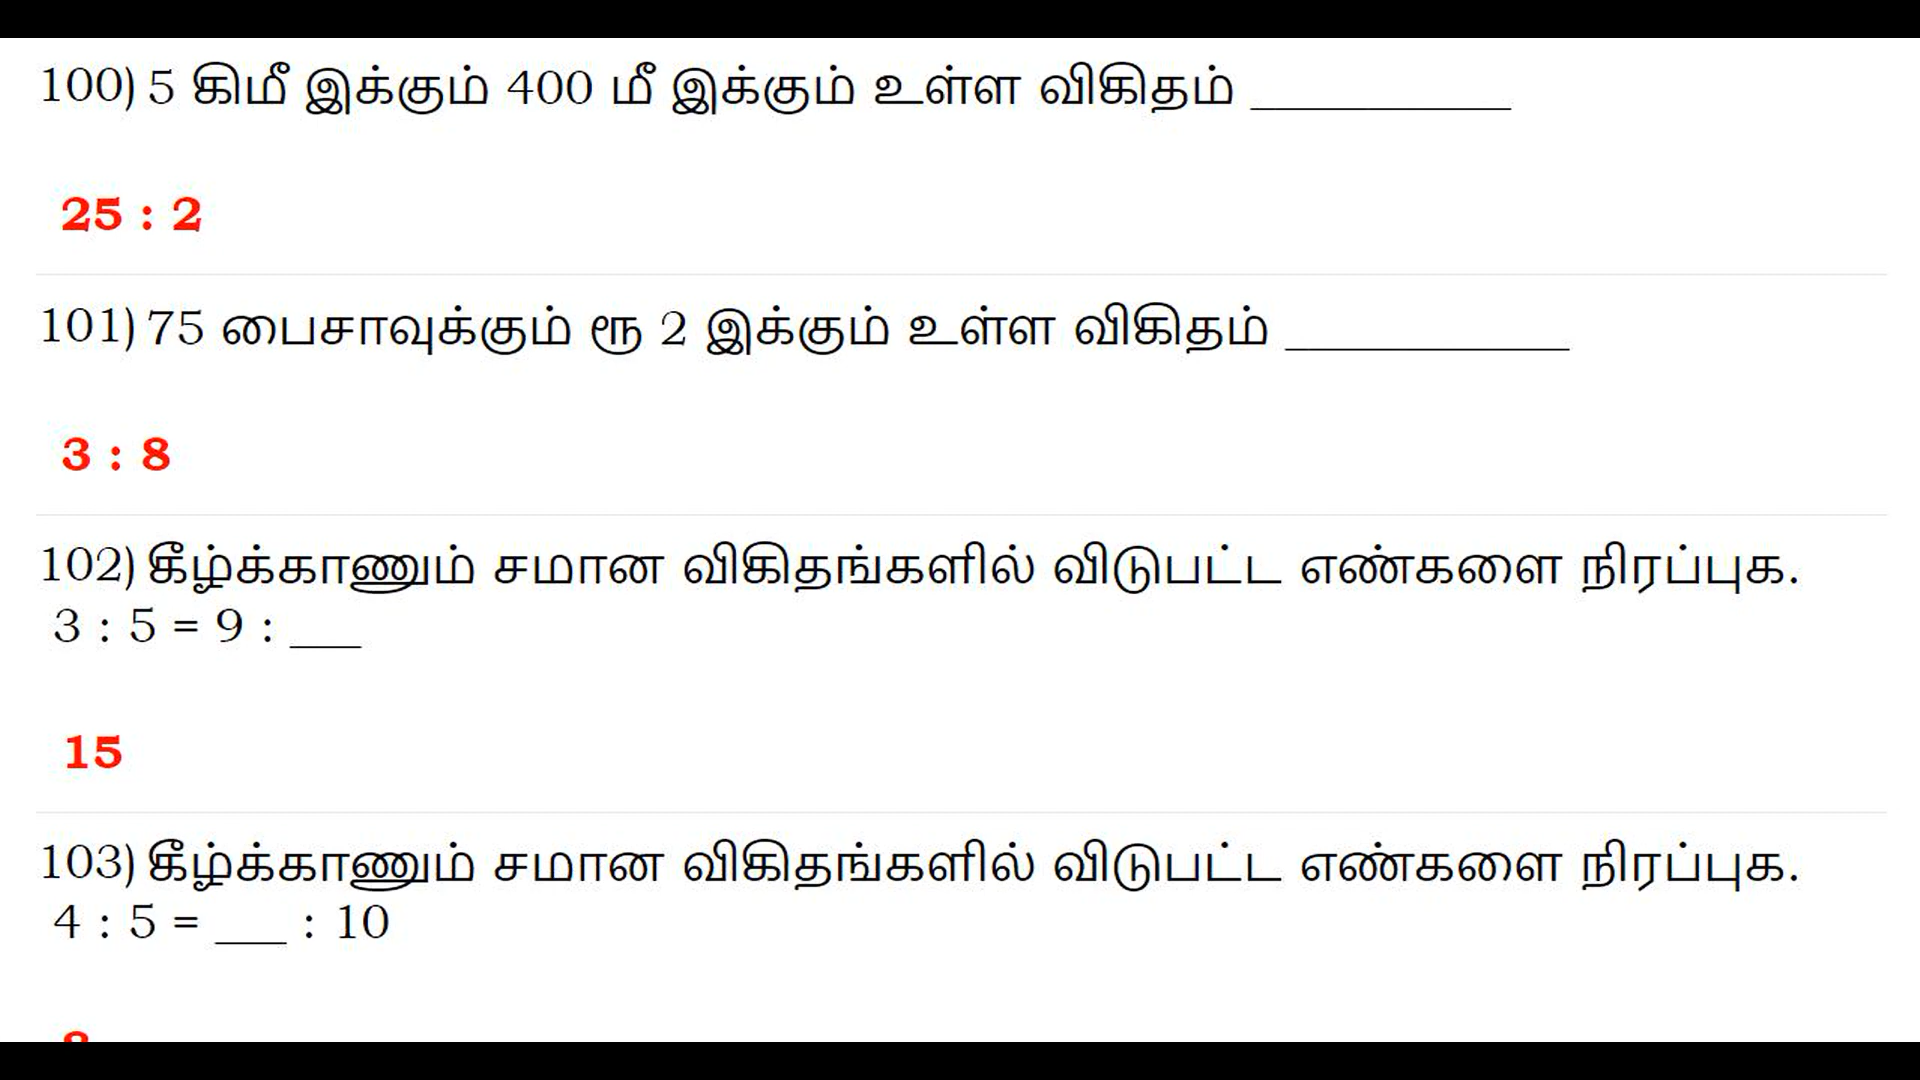 100) 5 கிமீ இக்கும் 400 மீ இக்கும் உள்ள விகிதம் ___________
25 : 2
101) 75 பைசாவுக்கும் ரூ 2 இக்கும் உள்ள விகிதம் ____________
3 : 8
102) கீழ்க்காணும் சமான விகிதங்களில் விடுபட்ட எண்களை நிரப்புக.
3 : 5 = 9 : ___
15
103) கீழ்க்காணும் சமான விகிதங்களில் விடுபட்ட எண்களை நிரப்புக.
4 : 5 = ___ : 10